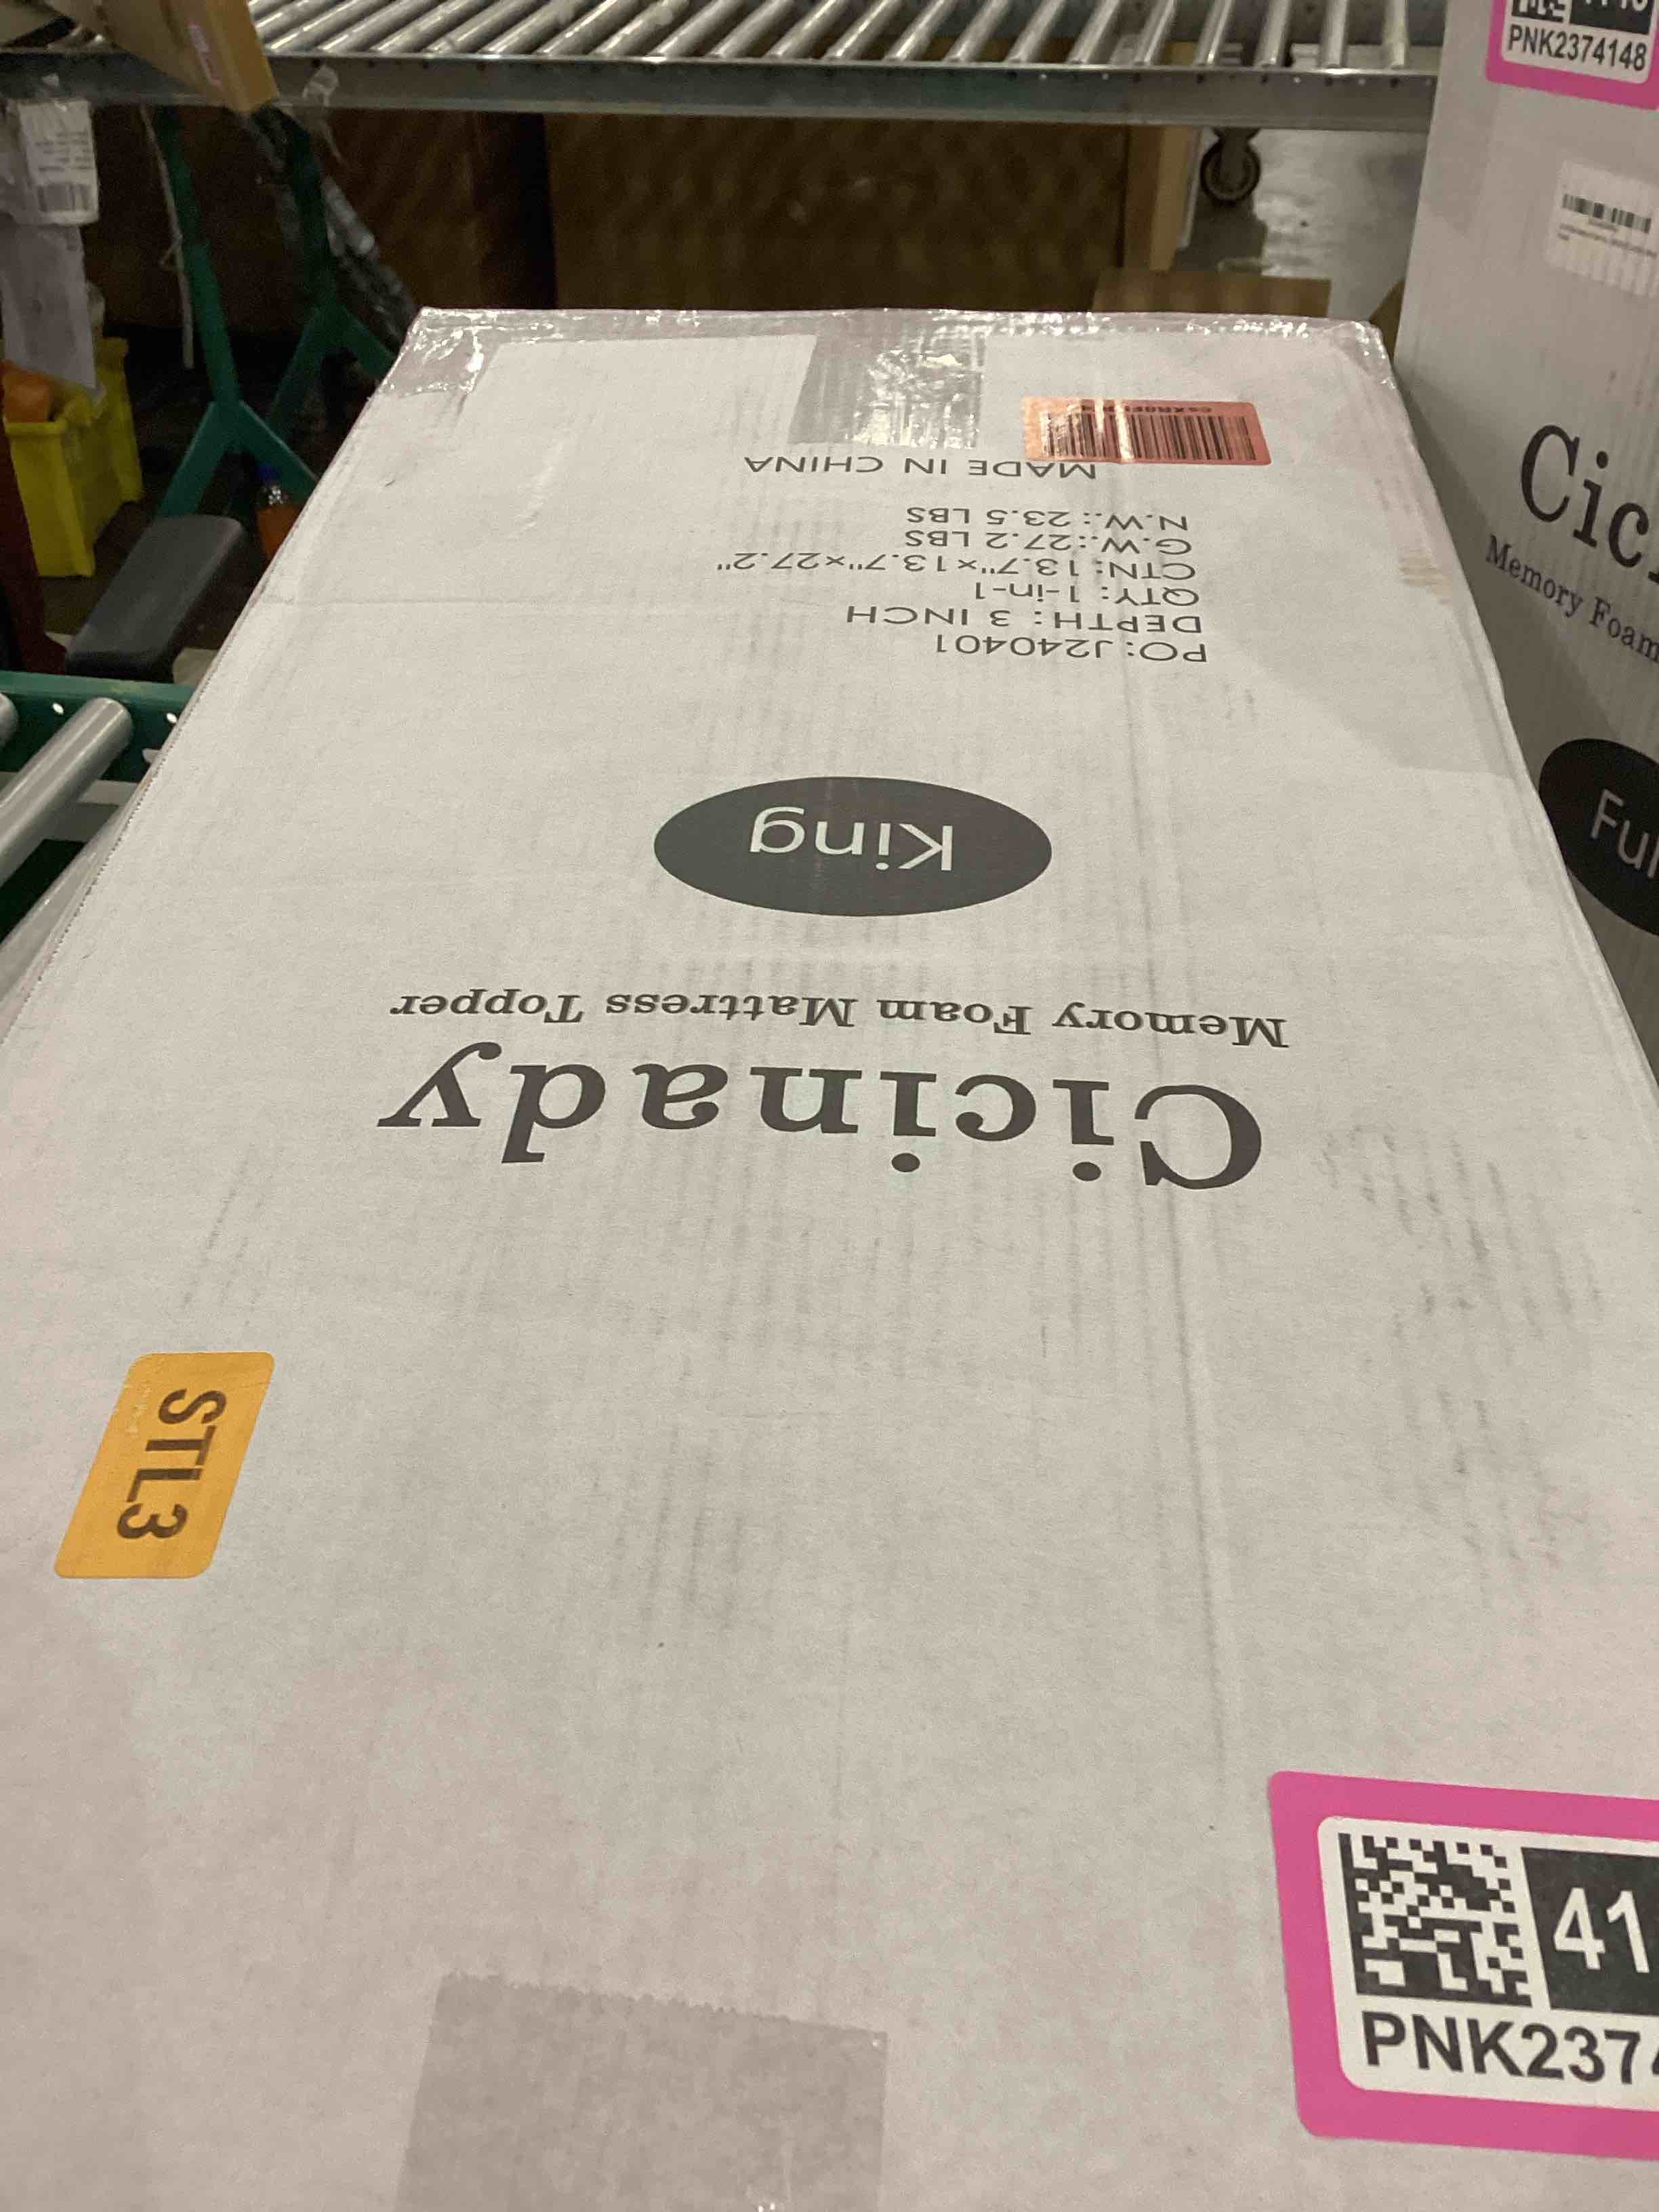 Cicinady
Memory Foam Mattress Topper
King
PO: J240401
DEPTH: 3 INCH
QTY: 1-in-1
CTN: 13.7"×13.7"×27.2"
G.W.: 27.2 LBS
N.W.: 23.5 LBS
MADE IN CHINA
STL3
41
PNK237
PNK2374148
Cic
Memory Foam
Ful